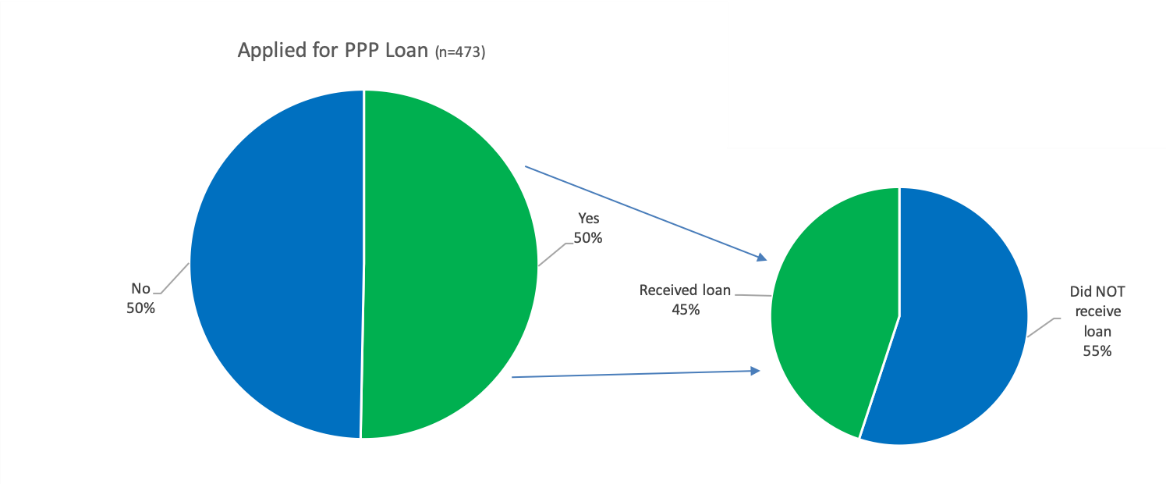 Applied for PPP Loan (n=473)
Yes
50%
No
50%
Received loan
45%
Did NOT
receive
loan
55%